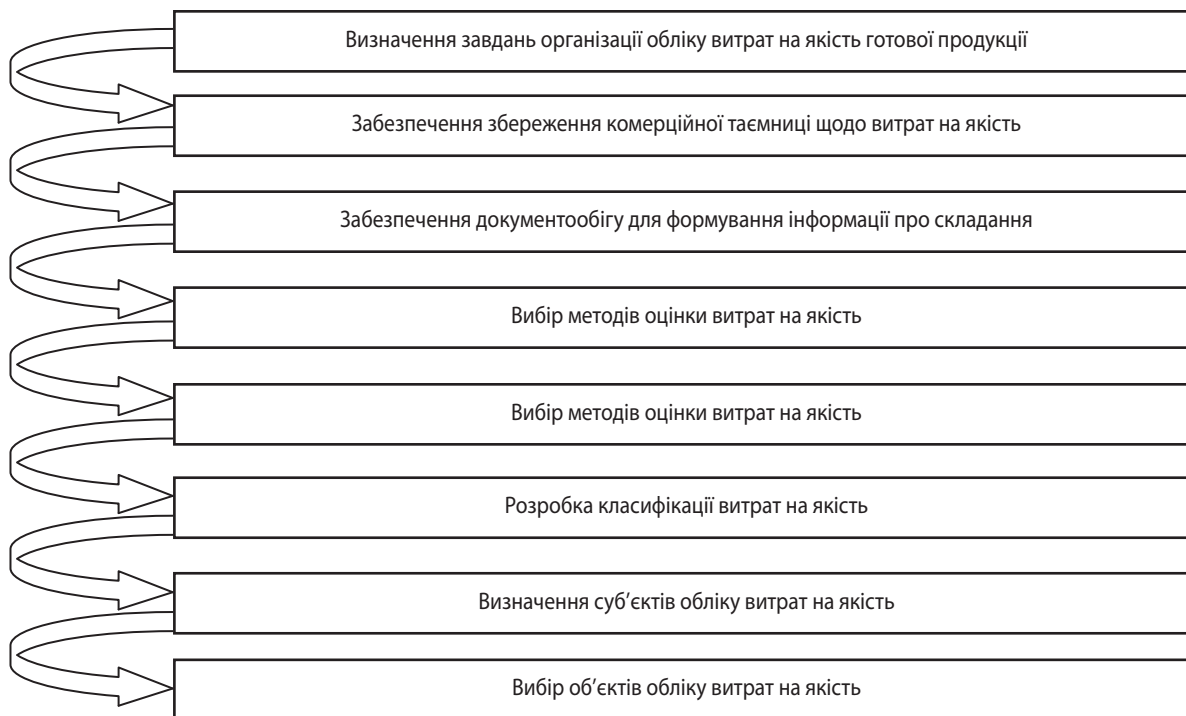 Визначення завдань організації обліку витрат на якість готової продукції
Забезпечення збереження комерційної таємниці щодо витрат на якість
Забезпечення документообігу для формування інформації про складання
Вибір методів оцінки витрат на якість
Вибір методів оцінки витрат на якість
Розробка класифікації витрат на якість
Визначення суб’єктів обліку витрат на якість
Вибір об’єктів обліку витрат на якість